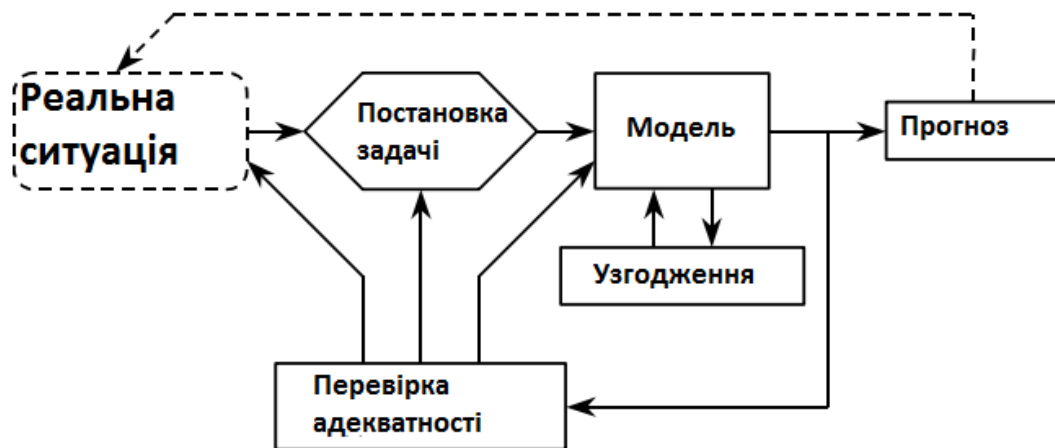 Реальна
ситуація
Постановка
задачі
Модель
Прогноз
Узгодження
Перевірка
адекватності